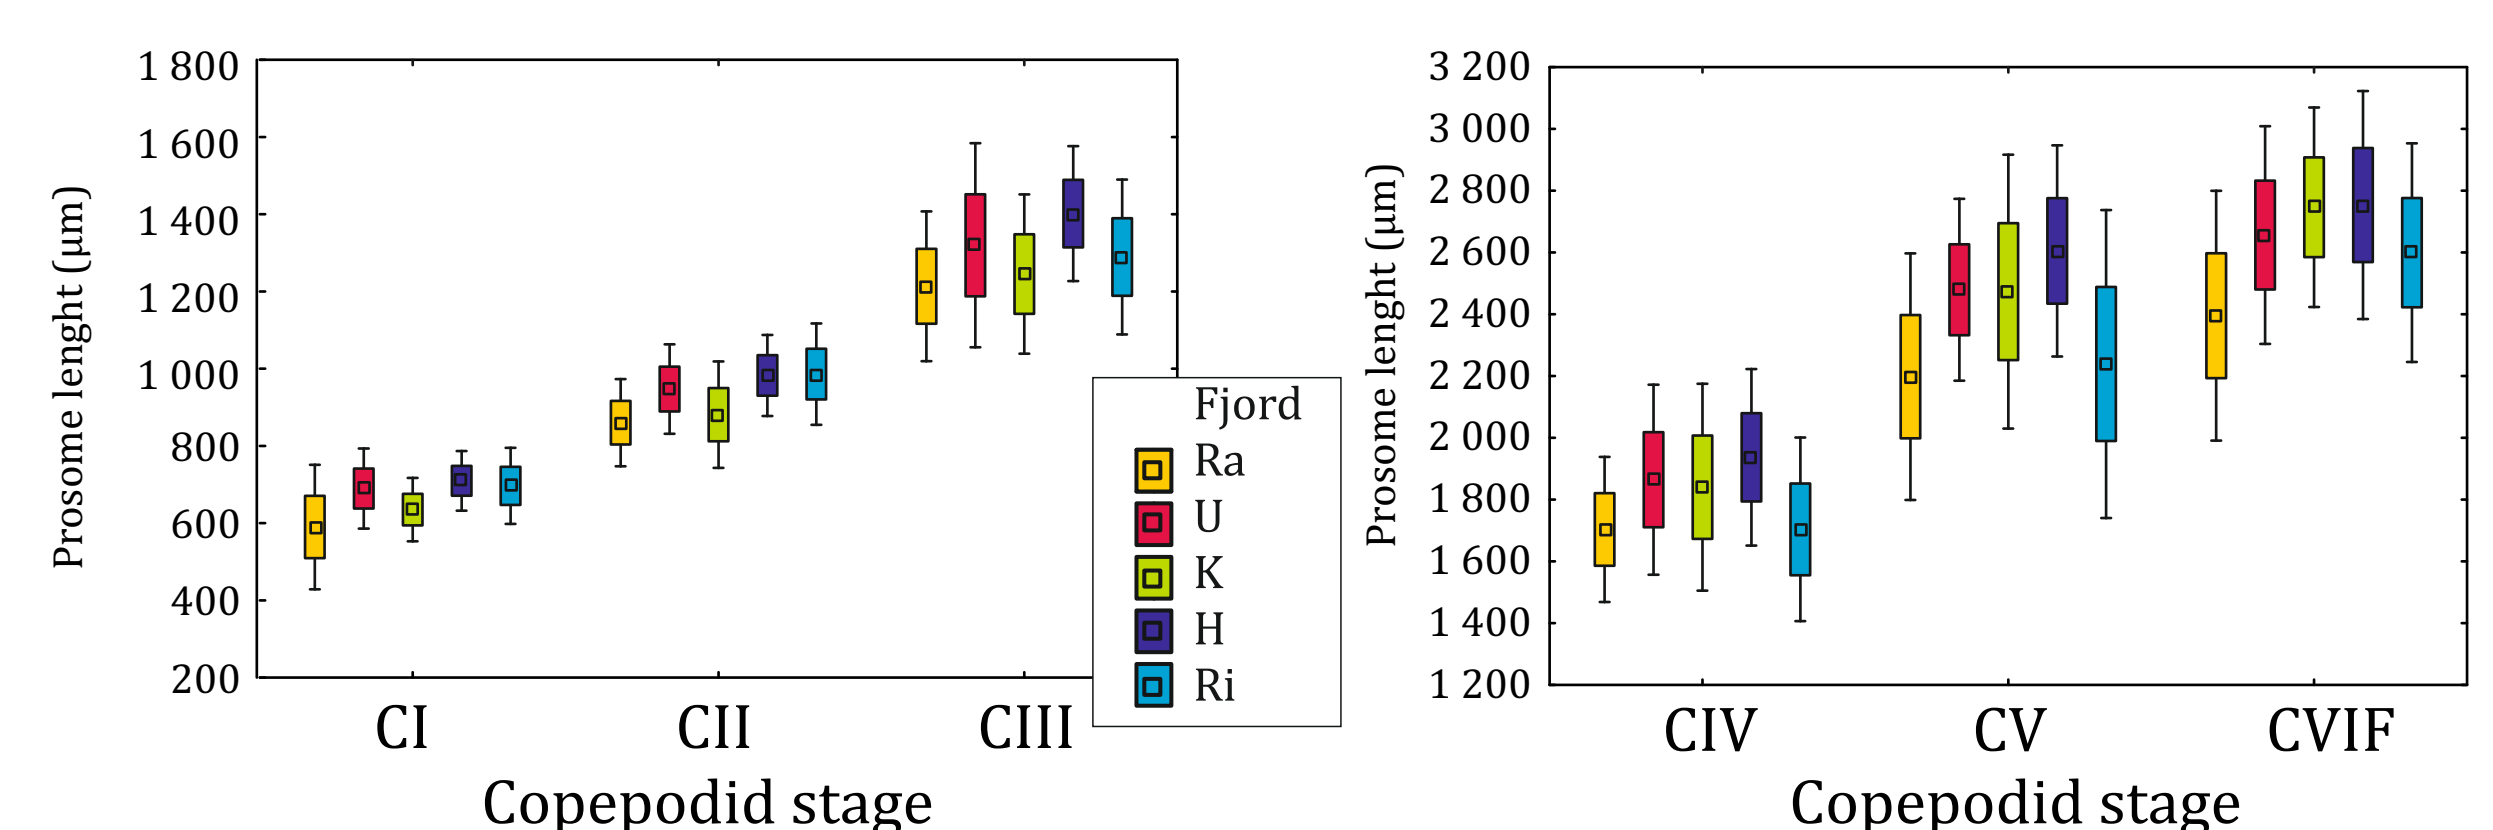 1 800
1 600
1 400
1 200
1 000
800
600
400
200
Prosome lenght (µm)
CI CII CIII
Copepodid stage
Fjord
Ra
U
K
H
Ri
3 200
3 000
2 800
2 600
2 400
2 200
2 000
1 800
1 600
1 400
1 200
Prosome lenght (µm)
CIV CV CVIF
Copepodid stage